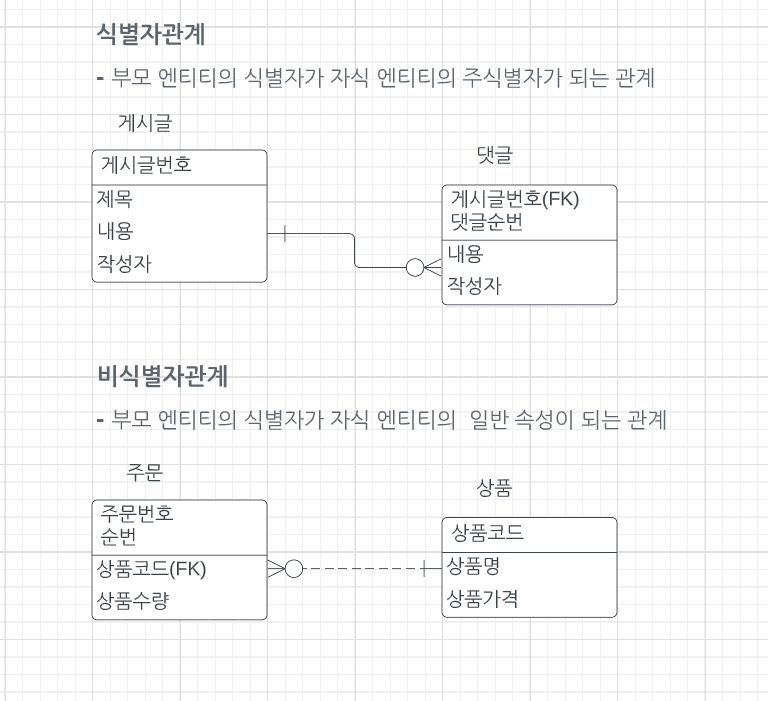 식별자관계
- 부모 엔티티의 식별자가 자식 엔티티의 주식별자가 되는 관계
게시글
게시글번호
제목
내용
작성자
댓글
게시글번호(FK)
댓글순번
내용
작성자
비식별자관계
- 부모 엔티티의 식별자가 자식 엔티티의 일반 속성이 되는 관계
주문
주문번호
순번
상품코드(FK)
상품수량
상품
상품코드
상품명
상품가격